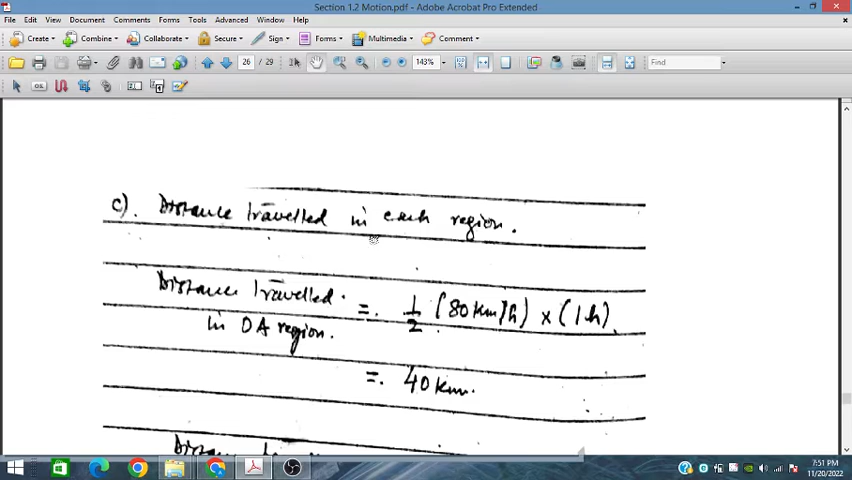 Section 1.2 Motion.pdf - Adobe Acrobat Pro Extended
File Edit View Document Comments Forms Tools Advanced Window Help
Create Combine Collaborate Secure Sign Forms Multimedia Comment
26 / 29 143% Find
c). Distance travelled in each region.
Distance travelled = 1/2 (80 km/h) x (1h)
in OA region.
= 40 km.
7:51 PM
11/20/2022